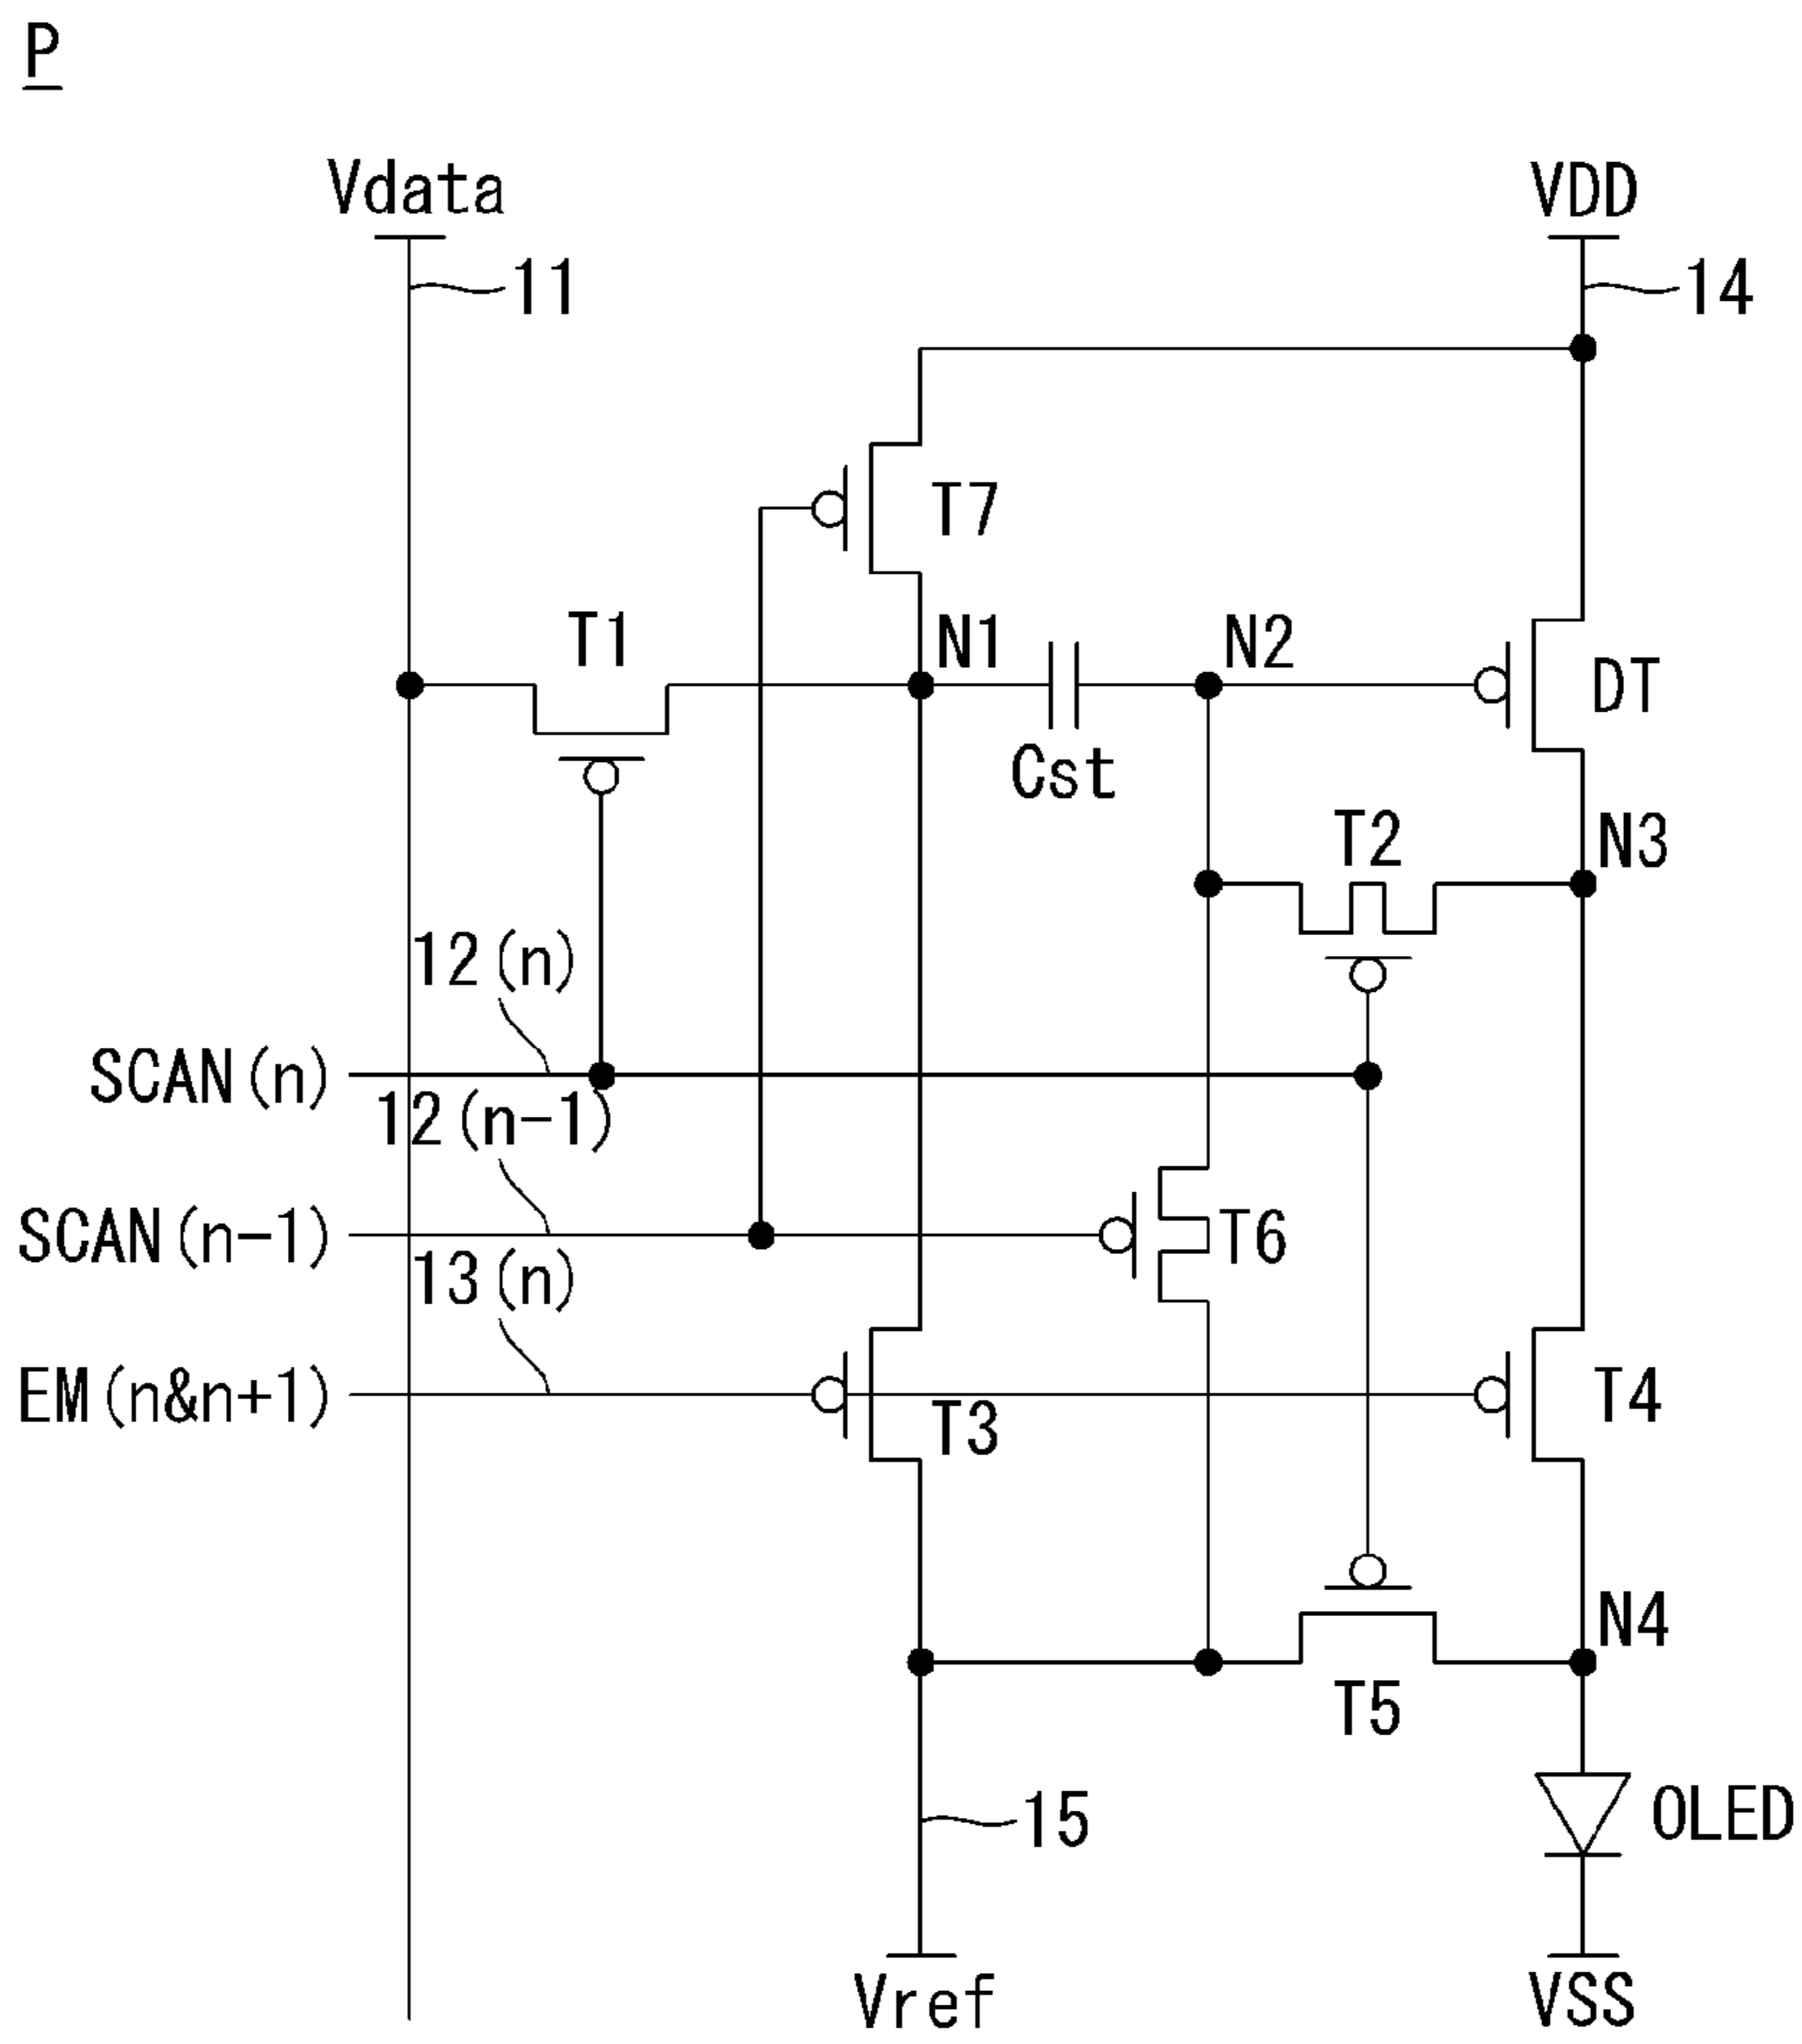 P
Vdata
VDD
11
14
T7
T1
N1
N2
DT
Cst
T2
N3
12(n)
SCAN(n)
12(n-1)
SCAN(n-1)
T6
13(n)
EM(n&n+1)
T3
T4
N4
T5
15
OLED
Vref
VSS